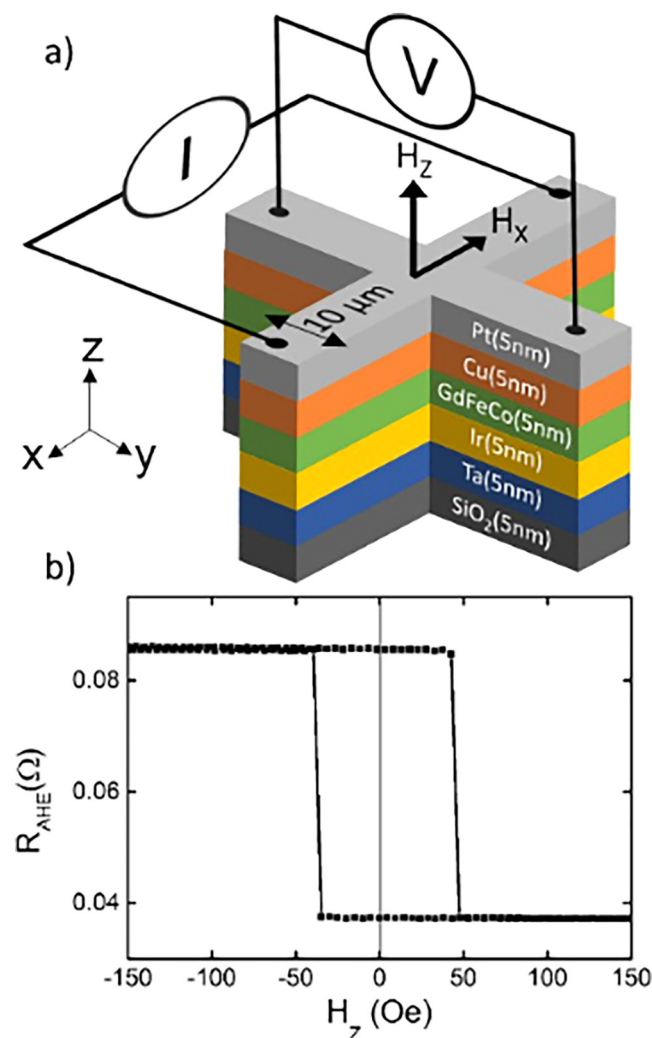 a)
V
I
H_Z
H_X
10 μm
Pt(5nm)
Cu(5nm)
GdFeCo(5nm)
Ir(5nm)
Ta(5nm)
SiO₂(5nm)
z
x
y
b)
R_AHE(Ω)
0.08
0.06
0.04
-150 -100 -50 0 50 100 150
H_Z (Oe)